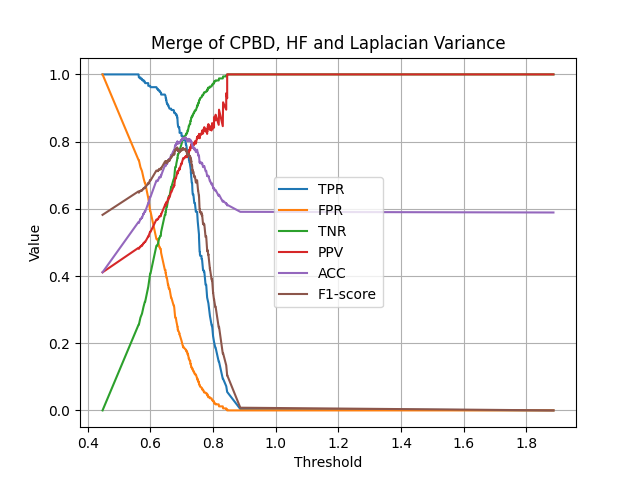 Merge of CPBD, HF and Laplacian Variance
1.0
0.8
0.6
0.4
0.2
0.0
Value
TPR
FPR
TNR
PPV
ACC
F1-score
0.4 0.6 0.8 1.0 1.2 1.4 1.6 1.8
Threshold